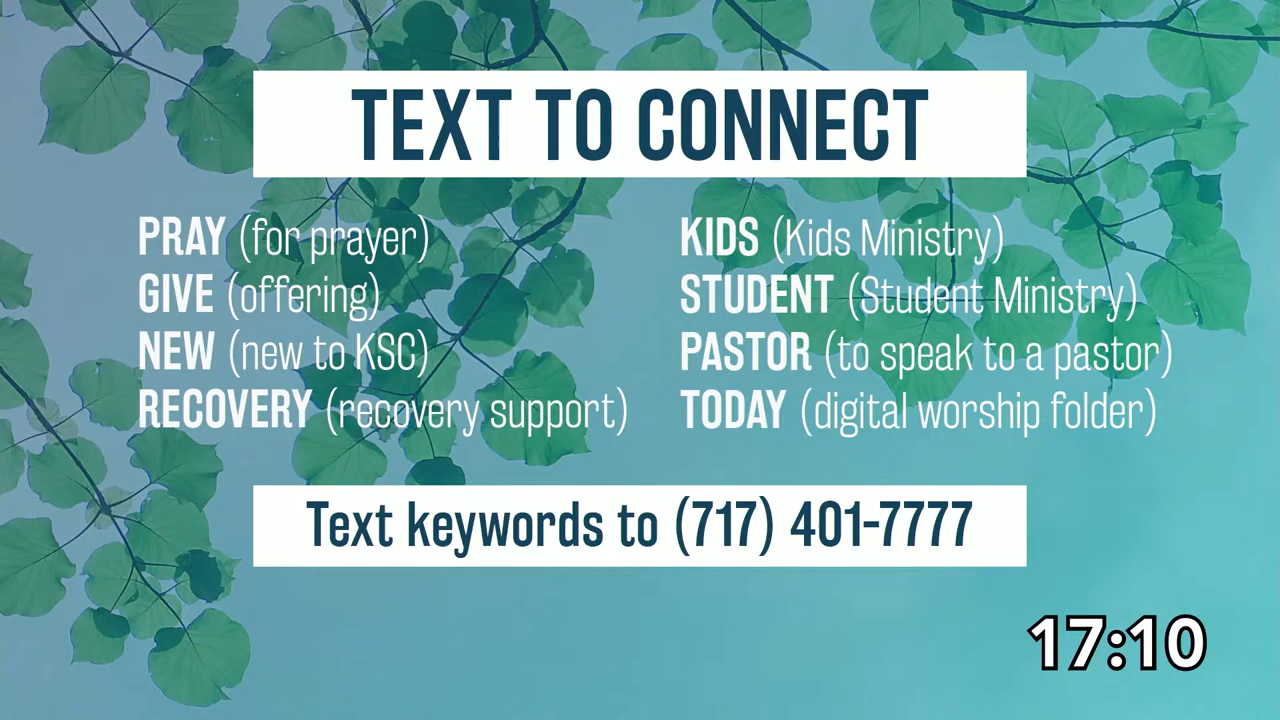 TEXT TO CONNECT
PRAY (for prayer)
GIVE (offering)
NEW (new to KSC)
RECOVERY (recovery support)
KIDS (Kids Ministry)
STUDENT (Student Ministry)
PASTOR (to speak to a pastor)
TODAY (digital worship folder)
Text keywords to (717) 401-7777
17:10